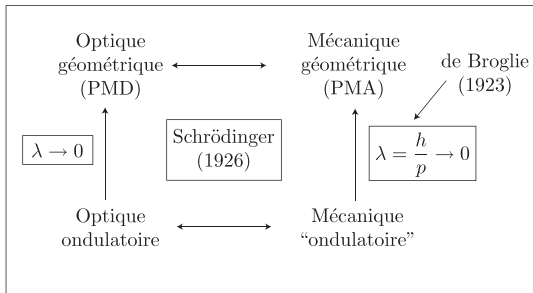 Optique
géométrique
(PMD)
Mécanique
géométrique
(PMA)
de Broglie
(1923)
λ → 0
Schrödinger
(1926)
λ = h/p → 0
Optique
ondulatoire
Mécanique
“ondulatoire”